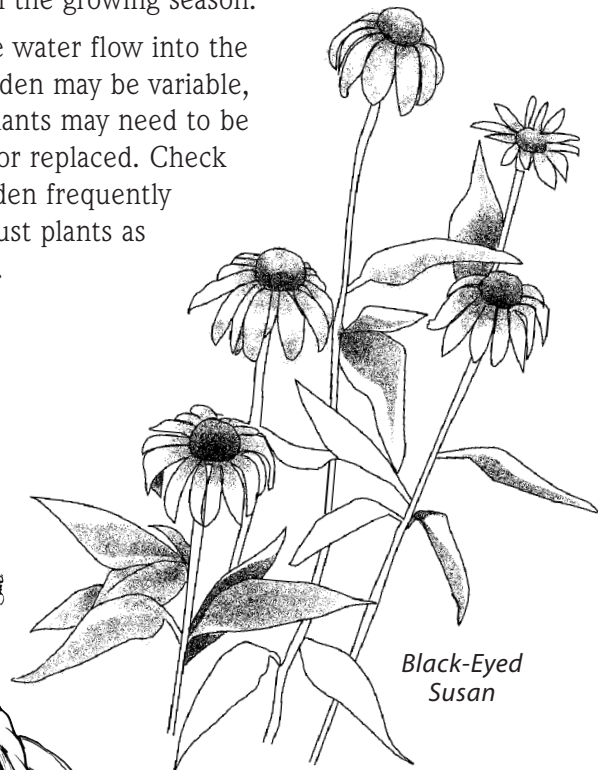 the growing season.
water flow into the
den may be variable,
lants may need to be
or replaced. Check
den frequently
ust plants as
Black-Eyed
Susan